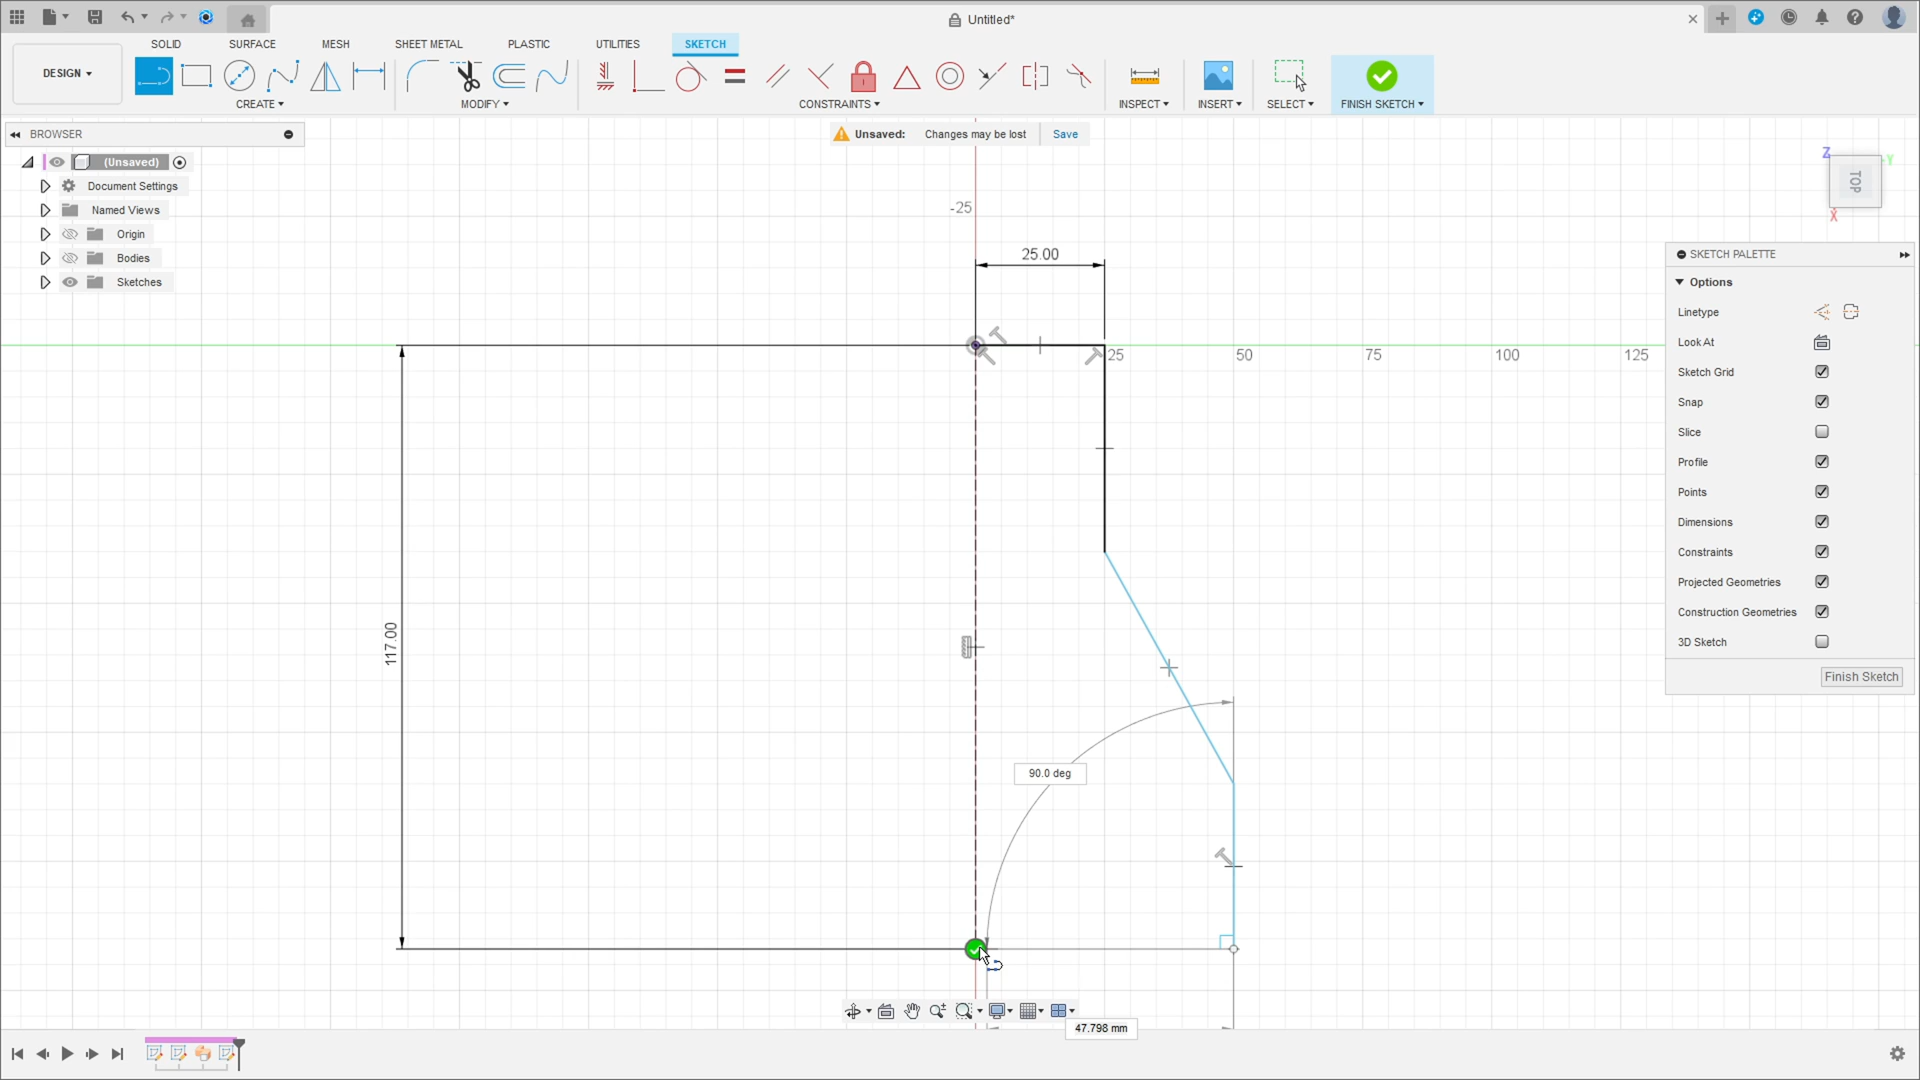 Untitled*
SOLID SURFACE MESH SHEET METAL PLASTIC UTILITIES SKETCH
DESIGN
CREATE MODIFY CONSTRAINTS INSPECT INSERT SELECT FINISH SKETCH
BROWSER
Unsaved: Changes may be lost Save
(Unsaved)
Document Settings
Named Views
Origin
Bodies
Sketches
Z
Y
TOP
X
-25
25.00
25 50 75 100 125
117.00
90.0 deg
47.798 mm
SKETCH PALETTE
Options
Linetype
Look At
Sketch Grid
Snap
Slice
Profile
Points
Dimensions
Constraints
Projected Geometries
Construction Geometries
3D Sketch
Finish Sketch